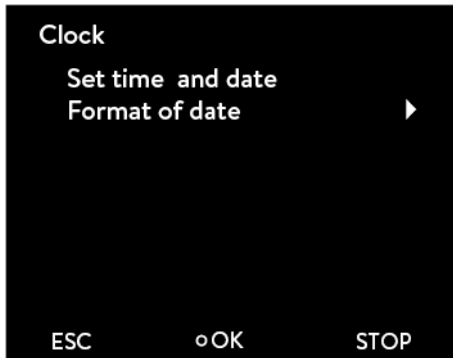 Clock
Set time and date
Format of date
ESC OK STOP